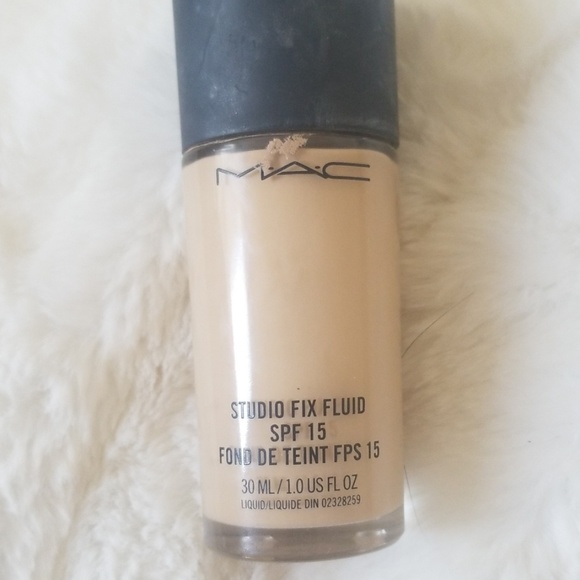 M·A·C
STUDIO FIX FLUID
SPF 15
FOND DE TEINT FPS 15
30 ML / 1.0 US FL OZ
LIQUID/LIQUIDE DIN 02328259